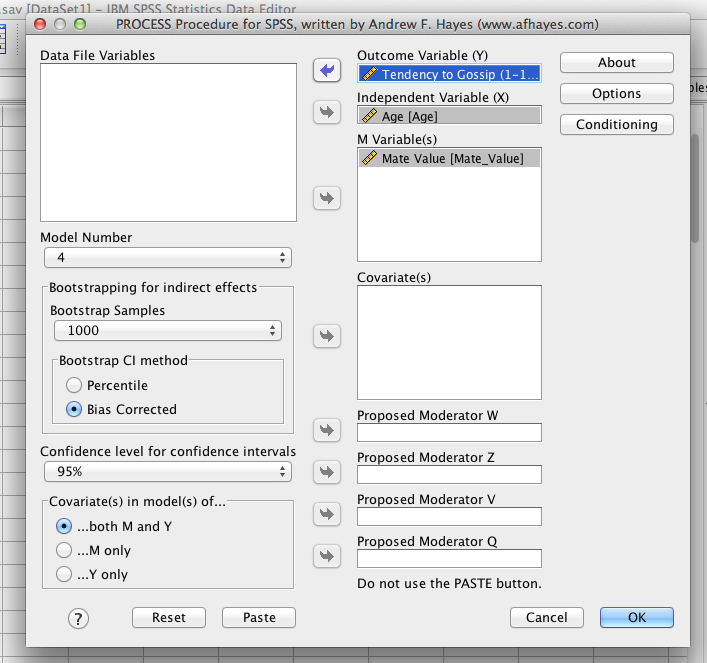 .sav [DataSet1] – IBM SPSS Statistics Data Editor
PROCESS Procedure for SPSS, written by Andrew F. Hayes (www.afhayes.com)
Data File Variables
Model Number
4
Bootstrapping for indirect effects
Bootstrap Samples
1000
Bootstrap CI method
Percentile
Bias Corrected
Confidence level for confidence intervals
95%
Covariate(s) in model(s) of...
...both M and Y
...M only
...Y only
Outcome Variable (Y)
Tendency to Gossip (1-1...
Independent Variable (X)
Age [Age]
M Variable(s)
Mate Value [Mate_Value]
Covariate(s)
Proposed Moderator W
Proposed Moderator Z
Proposed Moderator V
Proposed Moderator Q
Do not use the PASTE button.
About
Options
Conditioning
bles
?
Reset
Paste
Cancel
OK